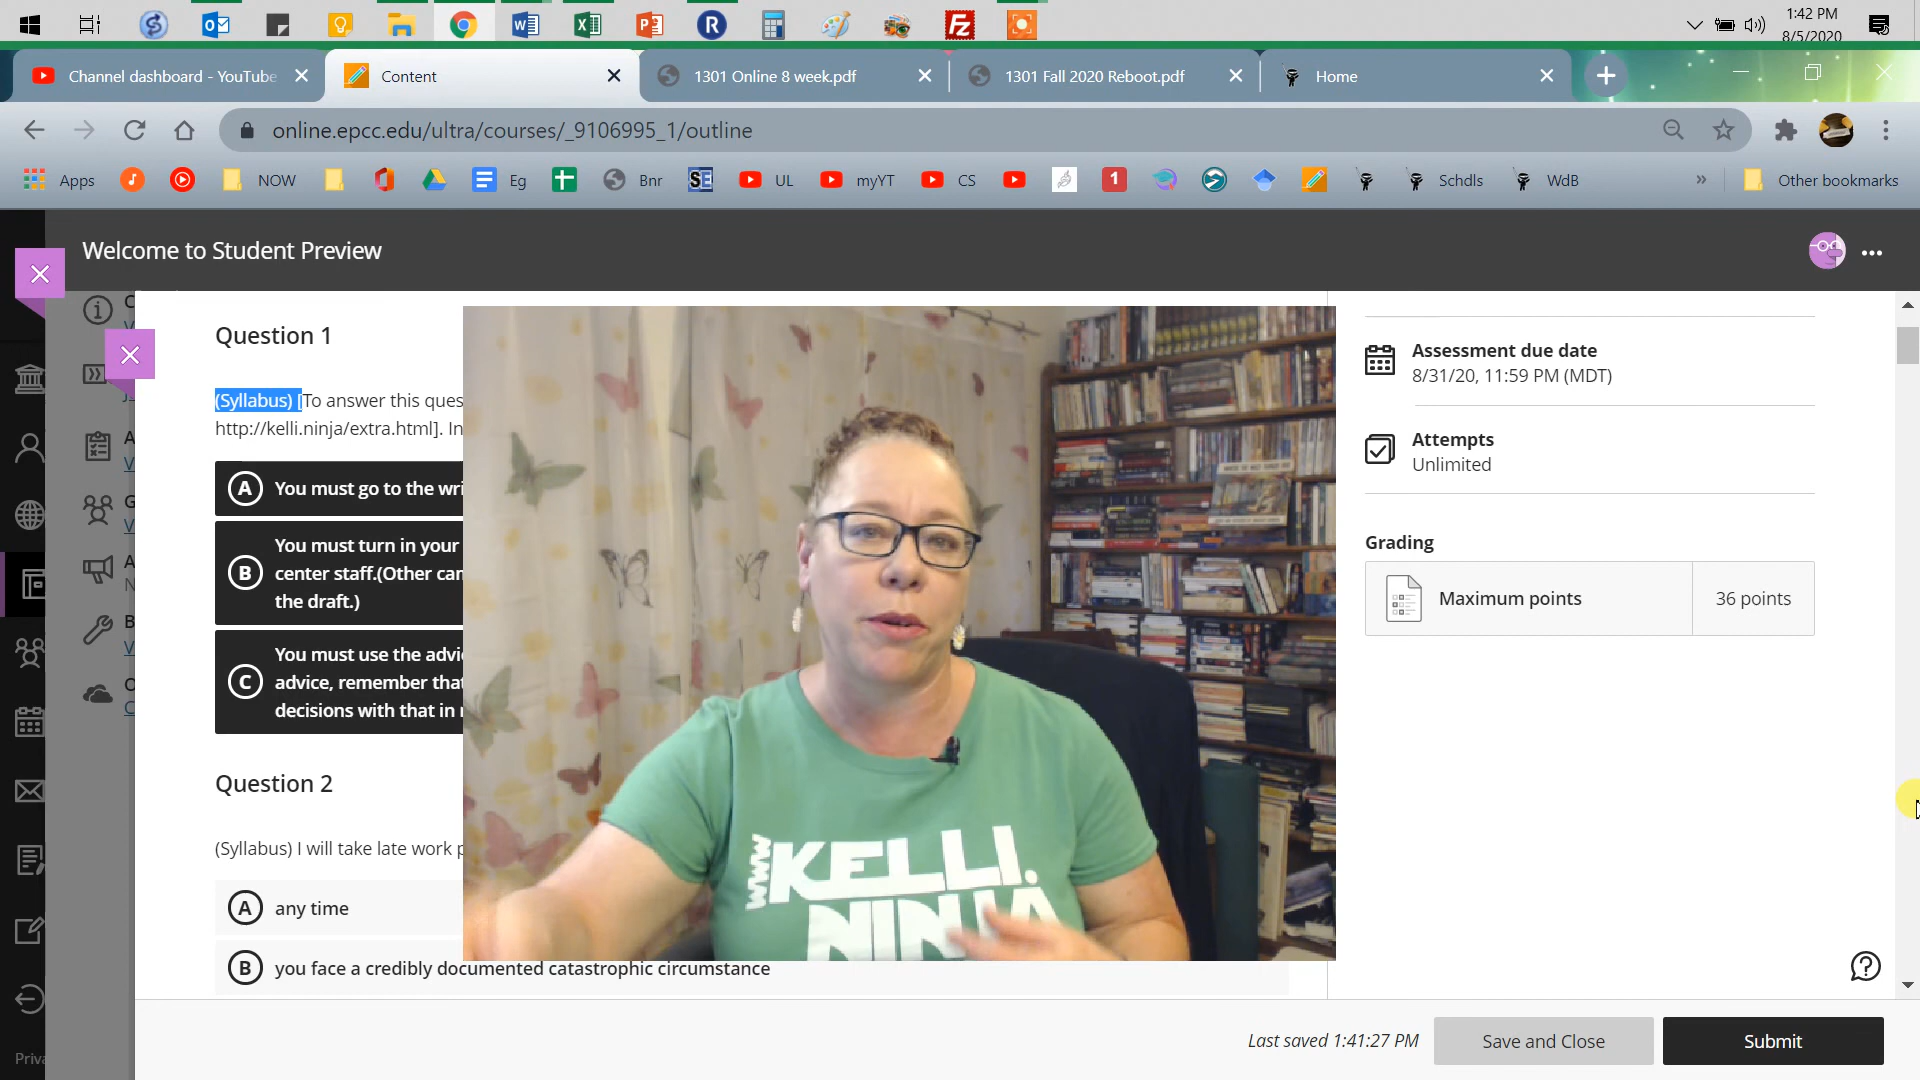 1:42 PM
8/5/2020
Channel dashboard - YouTube
Content
1301 Online 8 week.pdf
1301 Fall 2020 Reboot.pdf
Home
online.epcc.edu/ultra/courses/_9106995_1/outline
Apps
NOW
Eg
Bnr
SE
UL
myYT
CS
1
Schdls
WdB
»
Other bookmarks
Welcome to Student Preview
Question 1
(Syllabus) [To answer this ques
http://kelli.ninja/extra.html]. In
A
You must go to the wri
B
You must turn in your
center staff.(Other can
the draft.)
C
You must use the advi
advice, remember that
decisions with that in
Question 2
(Syllabus) I will take late work p
A
any time
B
you face a credibly documented catastrophic circumstance
WWW.
KELLI.
NINJA
Assessment due date
8/31/20, 11:59 PM (MDT)
Attempts
Unlimited
Grading
Maximum points
36 points
Priva
Last saved 1:41:27 PM
Save and Close
Submit